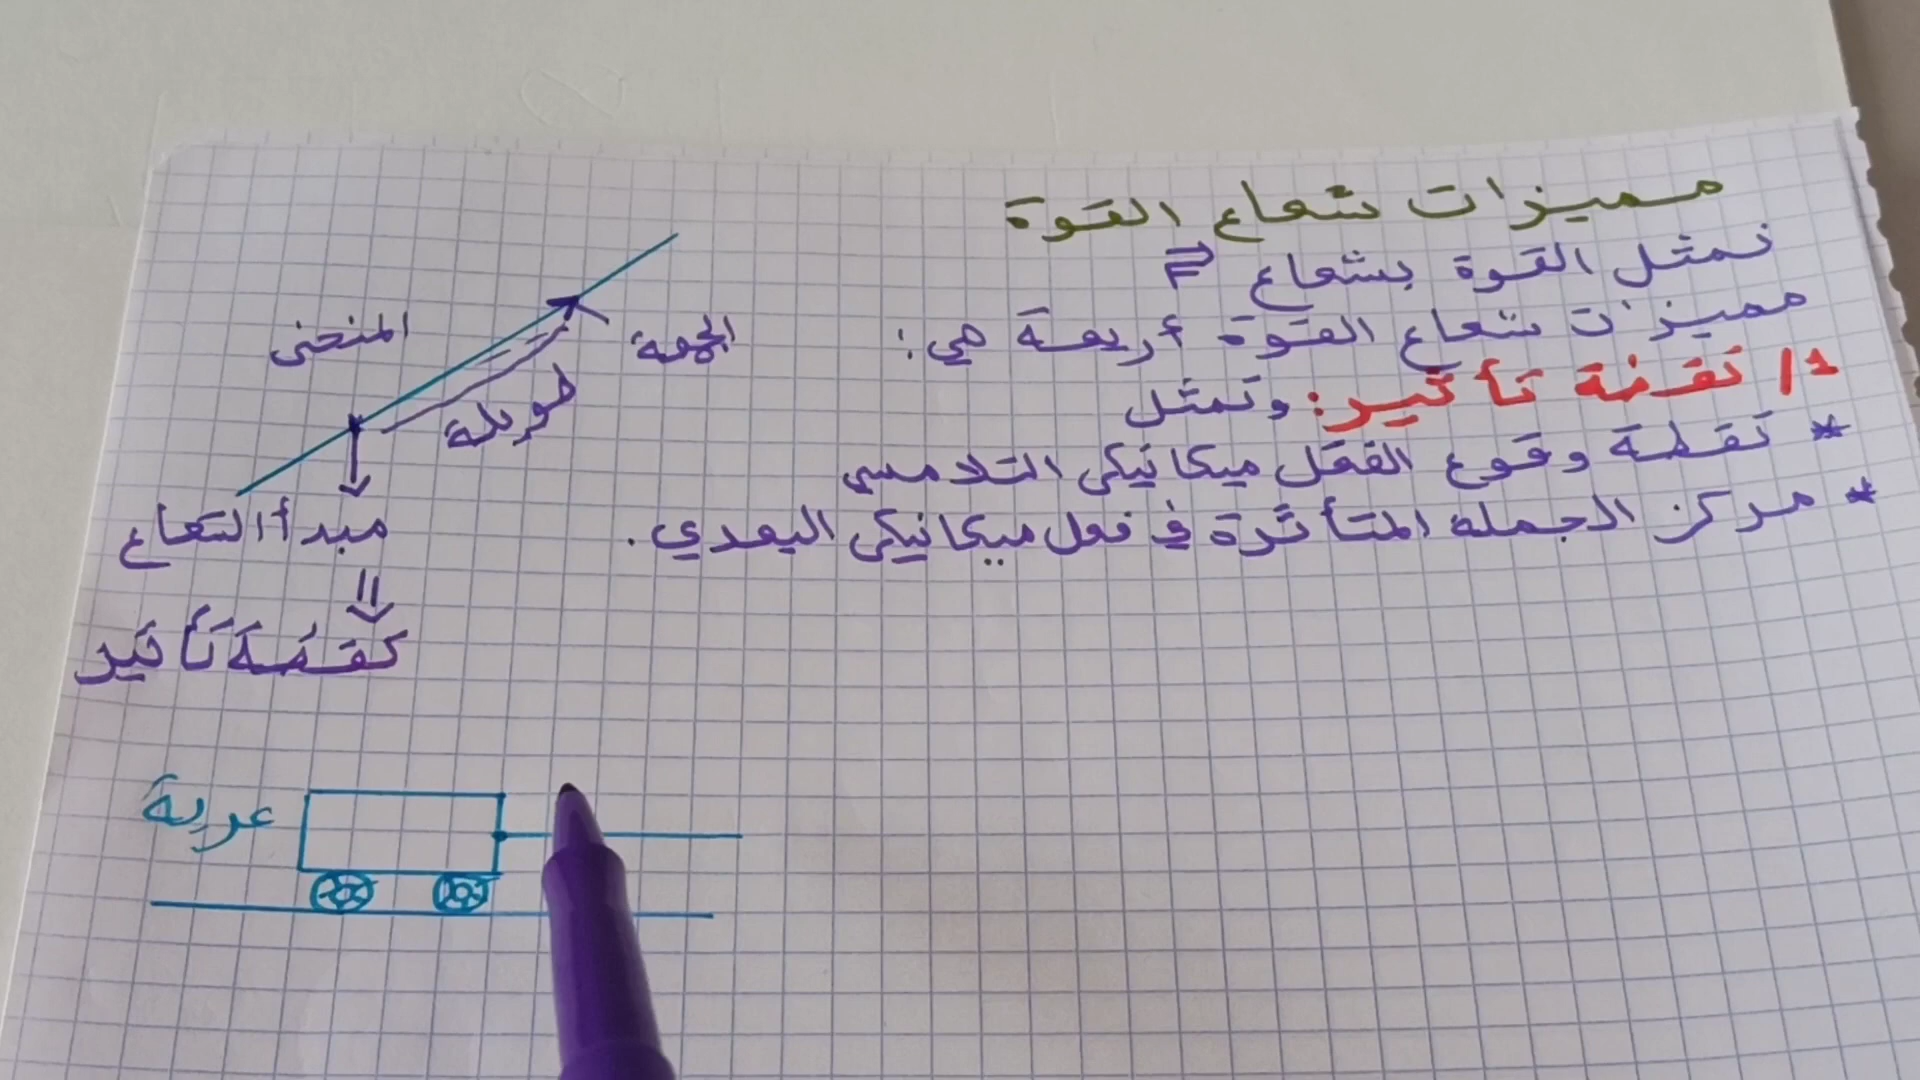 مميزات شعاع القوة
نمثل القوة بشعاع F
مميزات شعاع القوة أربعة هي:
1/ نقطة تأثير: وتمثل
* نقطة وقوع الفعل ميكانيكي التلامسي
* مركز الجملة المتأثرة في فعل ميكانيكي البعدي.
المنحنى
الجهة
طويلة
مبدأ الشعاع
نقطة تأثير
عربة